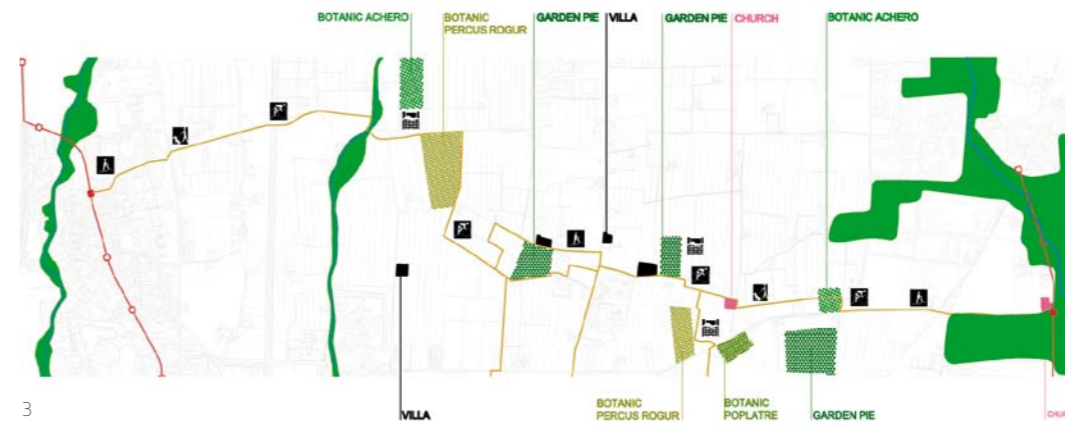 BOTANIC ACHERO
BOTANIC
PERCUS ROGUR
GARDEN PIE
VILLA
GARDEN PIE
CHURCH
BOTANIC ACHERO
3
VILLA
BOTANIC
PERCUS ROGUR
BOTANIC
POPLATRE
GARDEN PIE
CHU